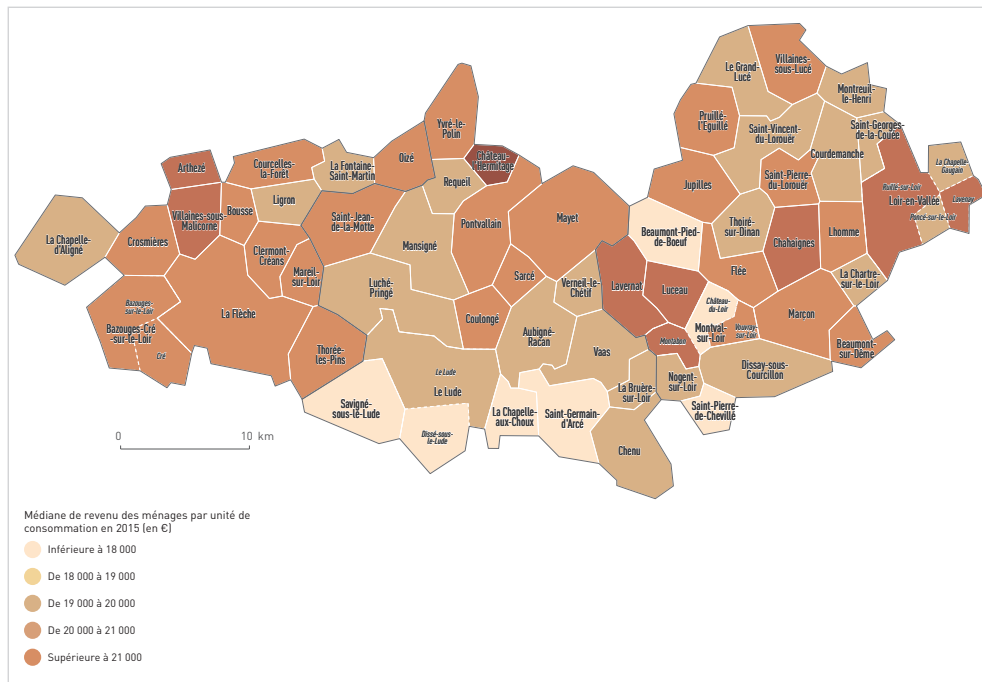 Villaines-
sous-Lucé
Le Grand-
Lucé
Montreuil-
le-Henri
Pruillé-
l'Eguillé
Saint-Vincent-
du-Lorouër
Saint-Georges-
de-la-Couée
Courdemanche
La Chapelle-
Gaugain
Yvré-le-
Polin
Château-
l'Hermitage
Oizé
Requeil
Arthezé
Courcelles-
la-Forêt
La Fontaine-
Saint-Martin
Ligron
Bousse
Villaines-sous-
Malicorne
Saint-Jean-
de-la-Motte
Pontvallain
Mayet
Jupilles
Saint-Pierre-
du-Lorouer
Ruillé-sur-Loir
Loir-en-Vallée
Poncé-sur-le-Loir
Lavenay
La Chapelle-
d'Aligné
Crosmières
Clermont-
Créans
Mareil-
sur-Loir
Mansigné
Beaumont-Pied-
de-Boeuf
Thoiré-
sur-Dinan
Chahaignes
Lhomme
Luché-
Pringé
Sarcé
Verneil-le-
Chétif
Lavernat
Luceau
Flée
La Chartre-
sur-le-Loir
Bazouges-
sur-le-Loir
Bazouges-Cré
-sur-le-Loir
Cré
La Flèche
Thorée-
les-Pins
Coulongé
Aubigné-
Racan
Vaas
Château-
du-Loir
Montval-
sur-Loir
Vouvray-
sur-Loir
Montabon
Marçon
Beaumont-
sur-Dême
Le Lude
Le Lude
Savigné-
sous-le-Lude
Dissé-sous-
le-Lude
La Chapelle-
aux-Choux
Saint-Germain-
d'Arcé
La Bruère-
sur-Loir
Nogent-
sur-Loir
Dissay-sous-
Courcillon
Saint-Pierre-
de-Chevillé
Chenu
0 10 km
Médiane de revenu des ménages par unité de
consommation en 2015 (en €)
Inférieure à 18 000
De 18 000 à 19 000
De 19 000 à 20 000
De 20 000 à 21 000
Supérieure à 21 000